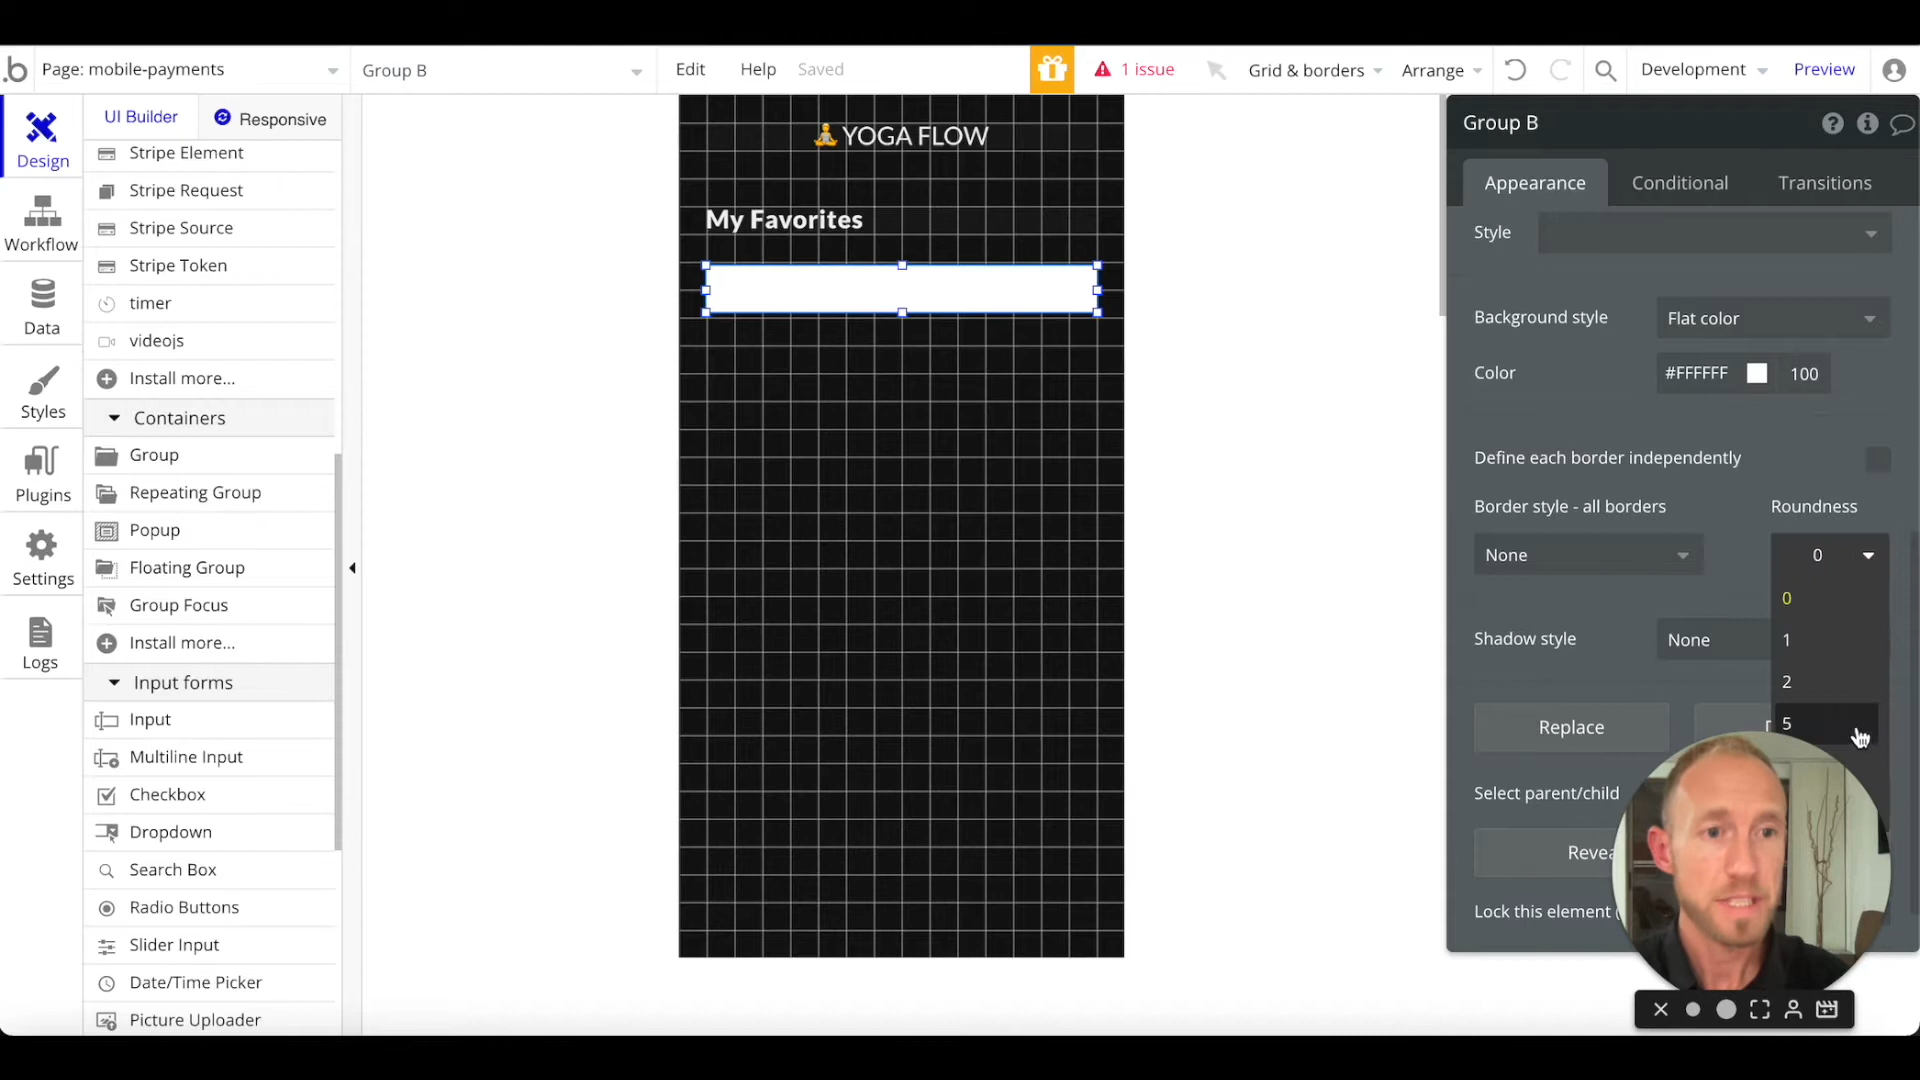 .b
Page: mobile-payments
Group B
Edit
Help
Saved
1 issue
Grid & borders
Arrange
Development
Preview
Design
Workflow
Data
Styles
Plugins
Settings
Logs
UI Builder
Responsive
Stripe Element
Stripe Request
Stripe Source
Stripe Token
timer
videojs
Install more...
Containers
Group
Repeating Group
Popup
Floating Group
Group Focus
Install more...
Input forms
Input
Multiline Input
Checkbox
Dropdown
Search Box
Radio Buttons
Slider Input
Date/Time Picker
Picture Uploader
🧘YOGA FLOW
My Favorites
Group B
Appearance
Conditional
Transitions
Style
Background style
Flat color
Color
#FFFFFF
100
Define each border independently
Border style - all borders
Roundness
None
0
0
1
2
5
Shadow style
None
Replace
Select parent/child
Revea
Lock this element (